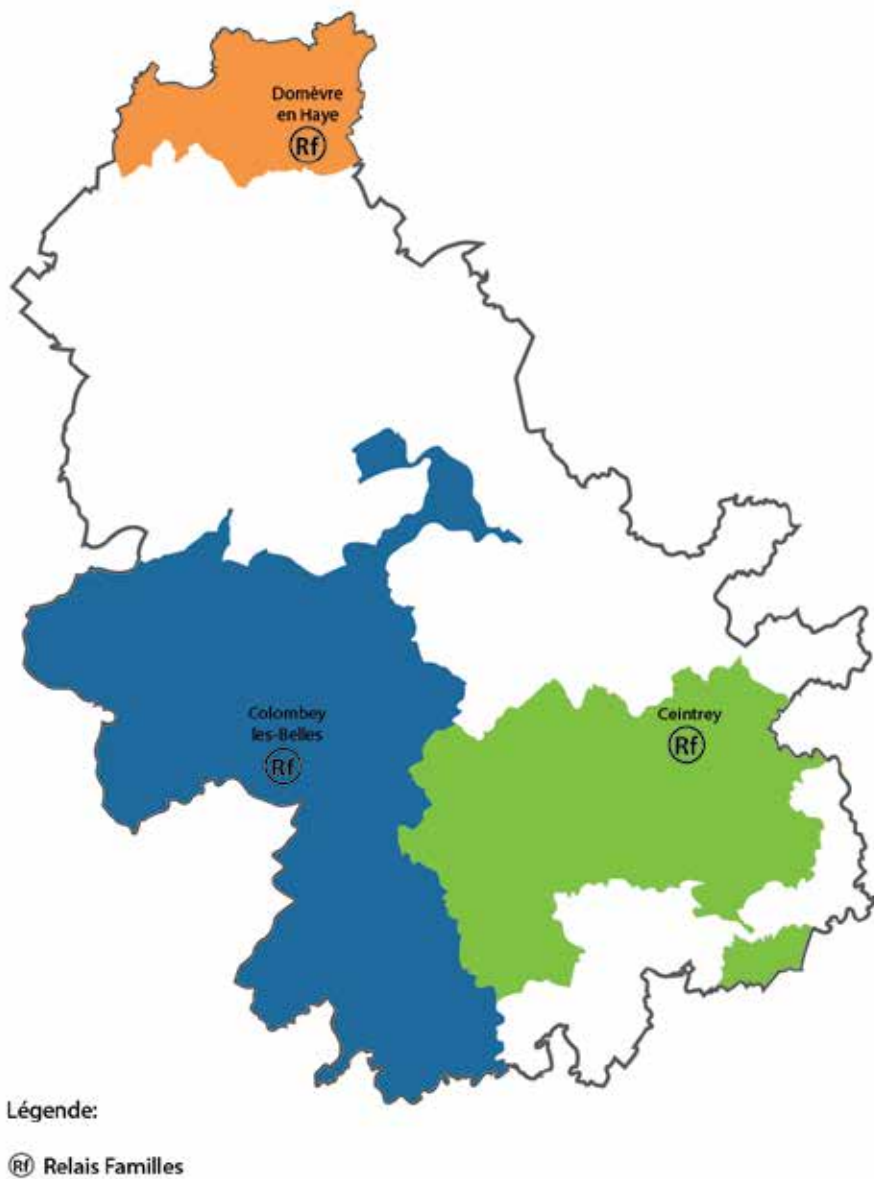 Domèvre
en Haye
Rf
Colombey
les-Belles
Rf
Ceintrey
Rf
Légende:
Rf Relais Familles